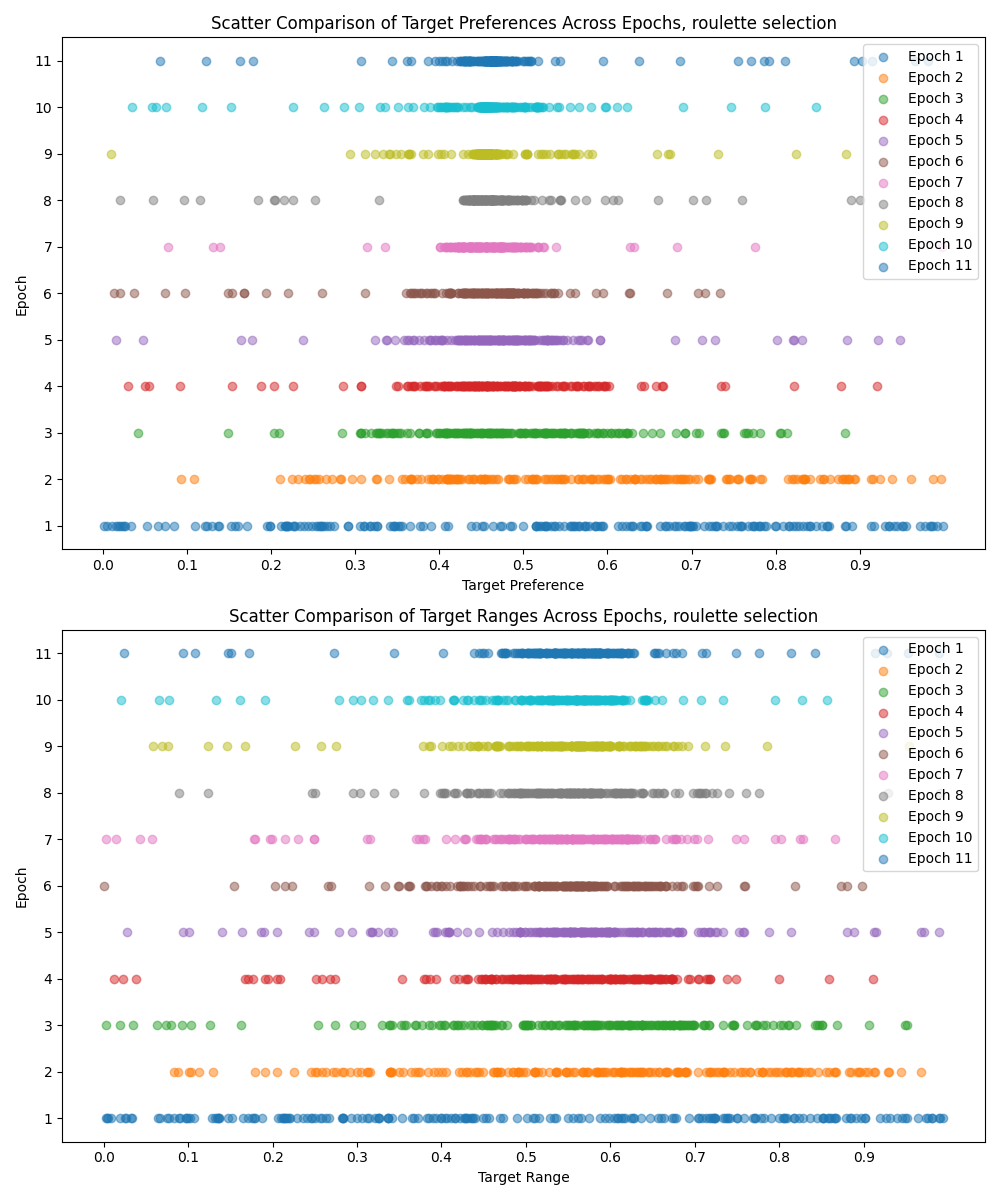 Scatter Comparison of Target Preferences Across Epochs, roulette selection
Epoch
11
10
9
8
7
6
5
4
3
2
1
0.0 0.1 0.2 0.3 0.4 0.5 0.6 0.7 0.8 0.9
Target Preference
Epoch 1
Epoch 2
Epoch 3
Epoch 4
Epoch 5
Epoch 6
Epoch 7
Epoch 8
Epoch 9
Epoch 10
Epoch 11
Scatter Comparison of Target Ranges Across Epochs, roulette selection
Epoch
11
10
9
8
7
6
5
4
3
2
1
0.0 0.1 0.2 0.3 0.4 0.5 0.6 0.7 0.8 0.9
Target Range
Epoch 1
Epoch 2
Epoch 3
Epoch 4
Epoch 5
Epoch 6
Epoch 7
Epoch 8
Epoch 9
Epoch 10
Epoch 11